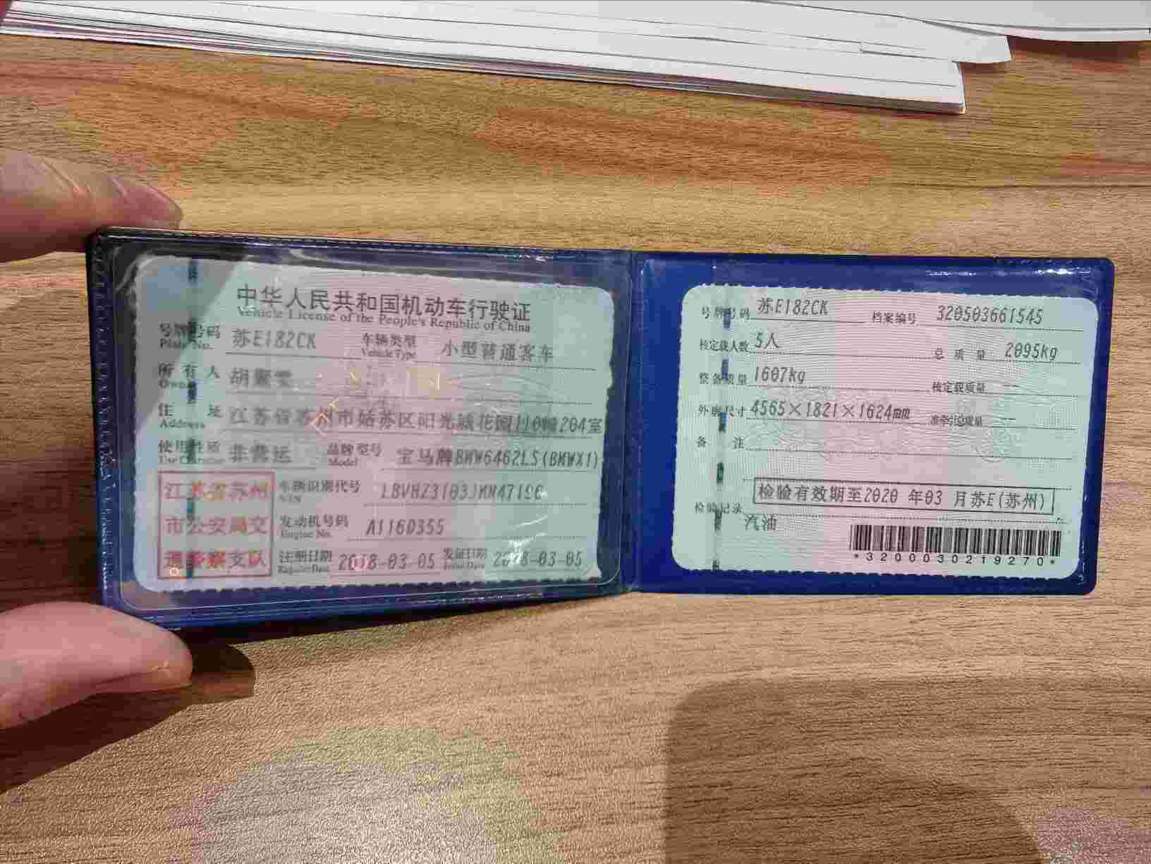 中华人民共和国机动车行驶证
Vehicle License of the People's Republic of China
号牌号码 苏E182CK 车辆类型 小型普通客车
Plate No. Vehicle Type
所有人 胡
Owner
住址 江苏省苏州市姑苏区阳光城花园110幢204室
Address
使用性质 非营运 品牌型号 宝马牌BMW6462LS(BMWX1)
Use Character Model
江苏省苏州 车辆识别代号
VIN
市公安局交 发动机号码 A116D355
Engine No.
通警察支队 注册日期 2018-03-05 发证日期 2018-03-05
Register Date Issue Date
号牌号码 苏E182CK 档案编号 320503661545
核定载人数 5人 总质量 2095kg
整备质量 1607kg 核定载质量 --
外廓尺寸 4565×1821×1624mm 准牵引总质量 --
备注
检验有效期至2020 年03 月苏E(苏州)
检验记录
汽油
*3200030219270*